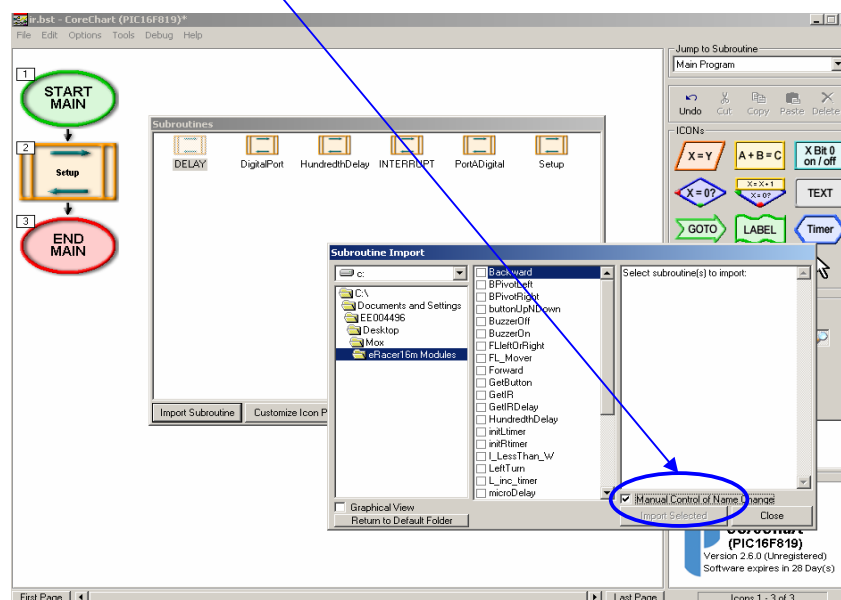 ir.bst - CoreChart (PIC16F819)*
File Edit Options Tools Debug Help
1
START
MAIN
2
Setup
3
END
MAIN
Subroutines
DELAY DigitalPort HundredthDelay INTERRUPT PortADigital Setup
Import Subroutine Customize Icon P
Subroutine Import
c:
C:\
Documents and Settings
EE004496
Desktop
Mox
eRacer16m Modules
Backward
BPivotLeft
BPivotRight
buttonUpNDown
BuzzerOff
BuzzerOn
FLleftOrRight
FL_Mover
Forward
GetButton
GetIR
GetIRDelay
HundredthDelay
initLtimer
initRtimer
I_LessThan_W
LeftTurn
L_inc_timer
microDelay
Select subroutine(s) to import:
Manual Control of Name Change
Import Selected Close
Graphical View
Return to Default Folder
Jump to Subroutine
Main Program
Undo Cut Copy Paste Delete
ICONs
X = Y A + B = C X Bit 0
on / off
X = 0? X = X + 1
X = 0? TEXT
GOTO LABEL Timer
(PIC16F819)
Version 2.6.0 (Unregistered)
Software expires in 28 Day(s)
First Page Last Page Icons 1 - 3 of 3